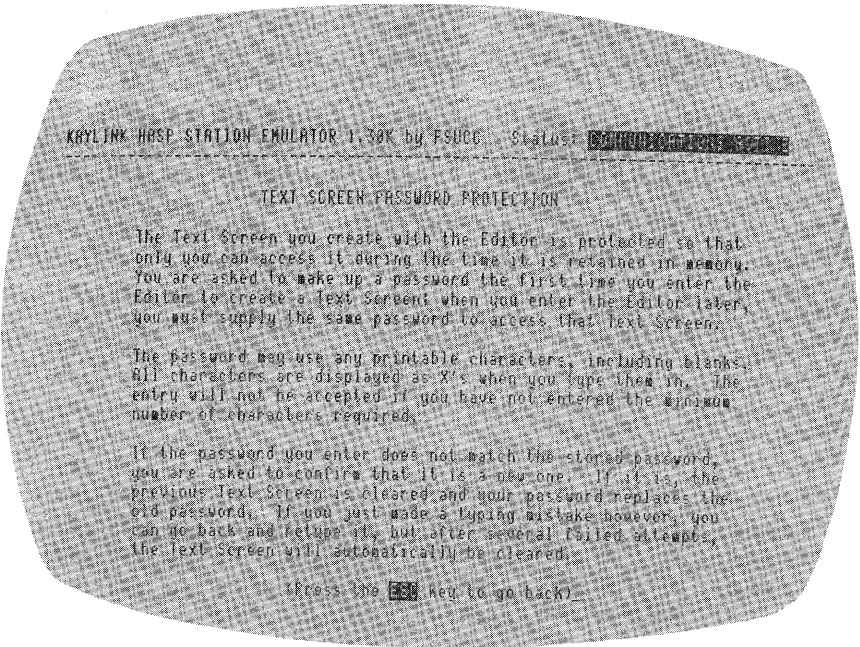 KAYLINK HASP STATION EMULATOR 1.30K by FSUCC Status: COMMUNICATIONS
TEXT SCREEN PASSWORD PROTECTION
The Text Screen you create with the Editor is protected so that
only you can access it during the time it is retained in memory.
You are asked to make up a password the first time you enter the
Editor to create a Text Screen; when you enter the Editor later,
you must supply the same password to access that Text Screen.
The password may use any printable characters, including blanks.
All characters are displayed as X's when you type them in. The
entry will not be accepted if you have not entered the minimum
number of characters required.
If the password you enter does not match the stored password,
you are asked to confirm that it is a new one. If it is, the
previous Text Screen is cleared and your password replaces the
old password. If you just made a typing mistake however, you
can go back and retype it, but after several failed attempts,
the Text Screen will automatically be cleared.
(Press the ESC key to go back)_